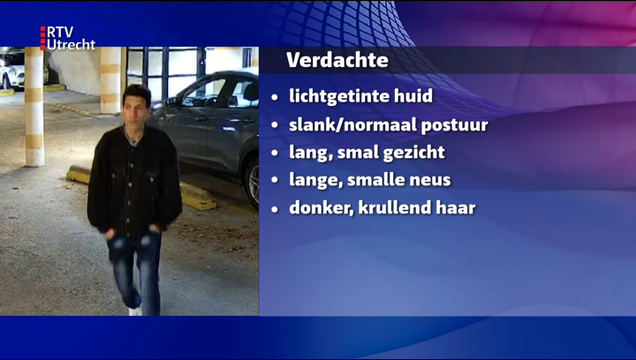 RTV
Utrecht
Verdachte
• lichtgetinte huid
• slank/normaal postuur
• lang, smal gezicht
• lange, smalle neus
• donker, krullend haar